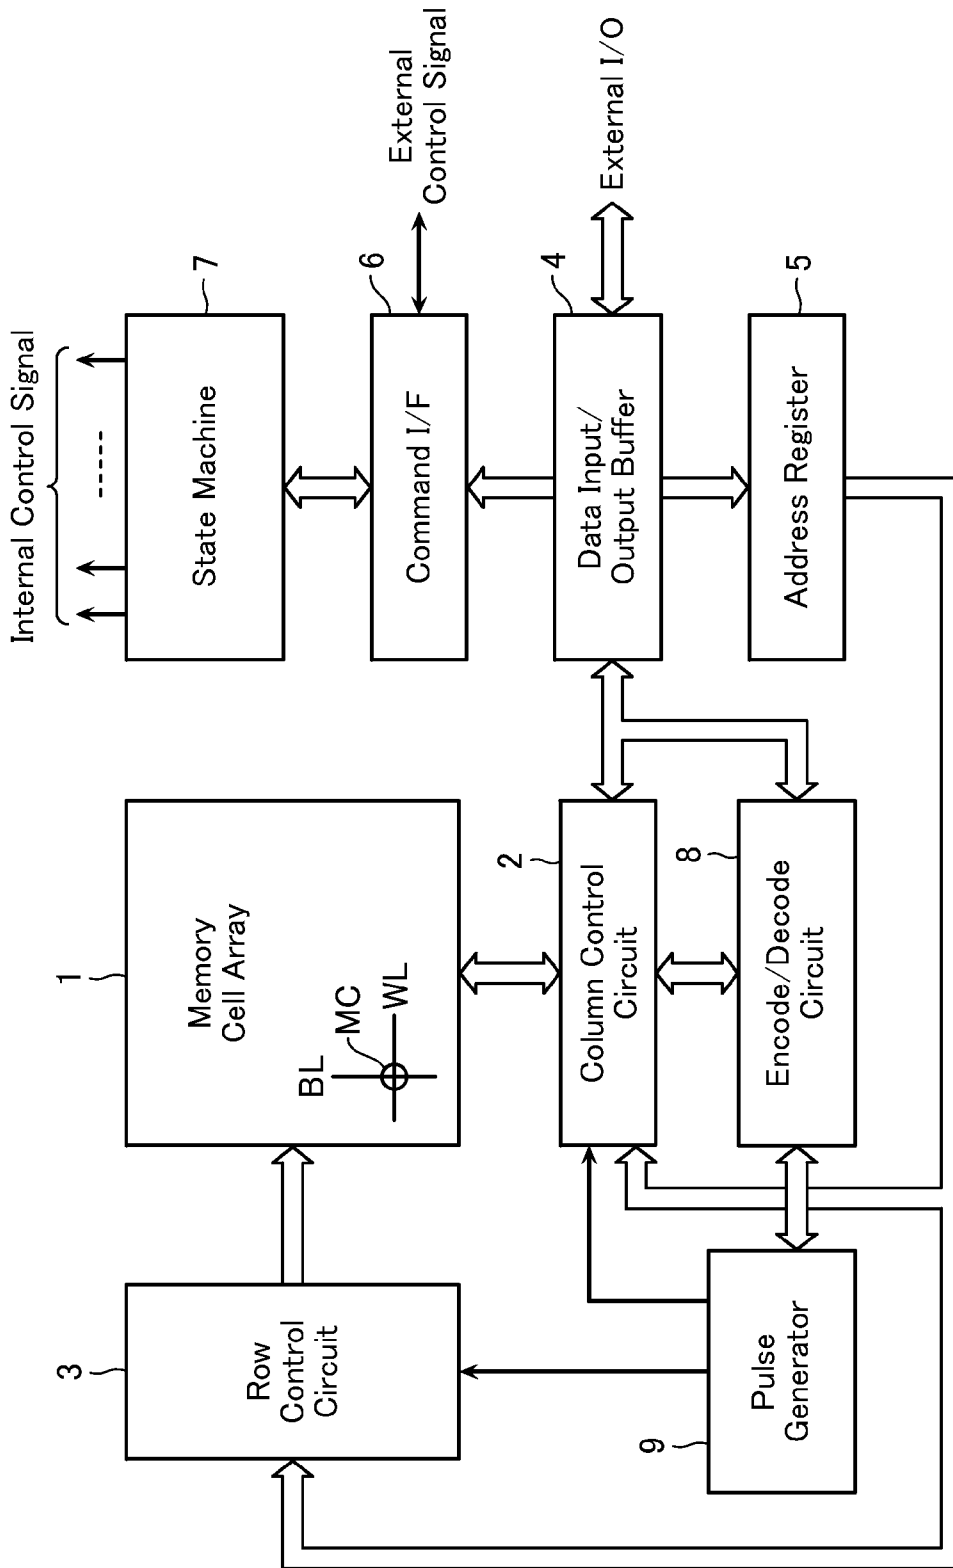 Internal Control Signal
7
State Machine
External
Control Signal
6
Command I/F
External I/O
4
Data Input/
Output Buffer
5
Address Register
1
Memory
Cell Array
BL
MC
WL
2
Column Control
Circuit
8
Encode/Decode
Circuit
3
Row
Control
Circuit
9
Pulse
Generator